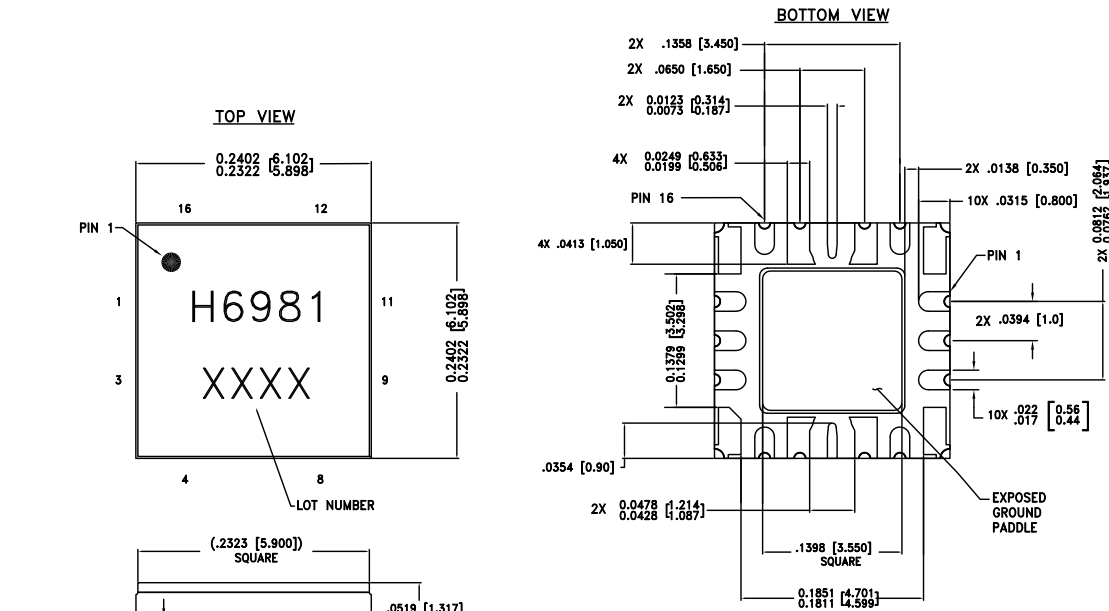 BOTTOM VIEW
2X .1358 [3.450]
2X .0650 [1.650]
2X 0.0123 [0.314]
0.0073 [0.187]
4X 0.0249 [0.633]
0.0199 [0.506]
2X .0138 [0.350]
PIN 16
10X .0315 [0.800]
2X 0.0812 [2.064]
0.0762 [1.937]
4X .0413 [1.050]
PIN 1
0.1379 [3.502]
0.1299 [3.298]
2X .0394 [1.0]
10X .022 [0.56]
.017 [0.44]
.0354 [0.90]
2X 0.0478 [1.214]
0.0428 [1.087]
EXPOSED
GROUND
PADDLE
.1398 [3.550]
SQUARE
0.1851 [4.701]
0.1811 [4.599]
TOP VIEW
0.2402 [6.102]
0.2322 [5.898]
16
12
PIN 1
1
H6981
11
0.2402 [6.102]
0.2322 [5.898]
3
XXXX
9
4
8
LOT NUMBER
(.2323 [5.900])
SQUARE
.0519 [1.317]